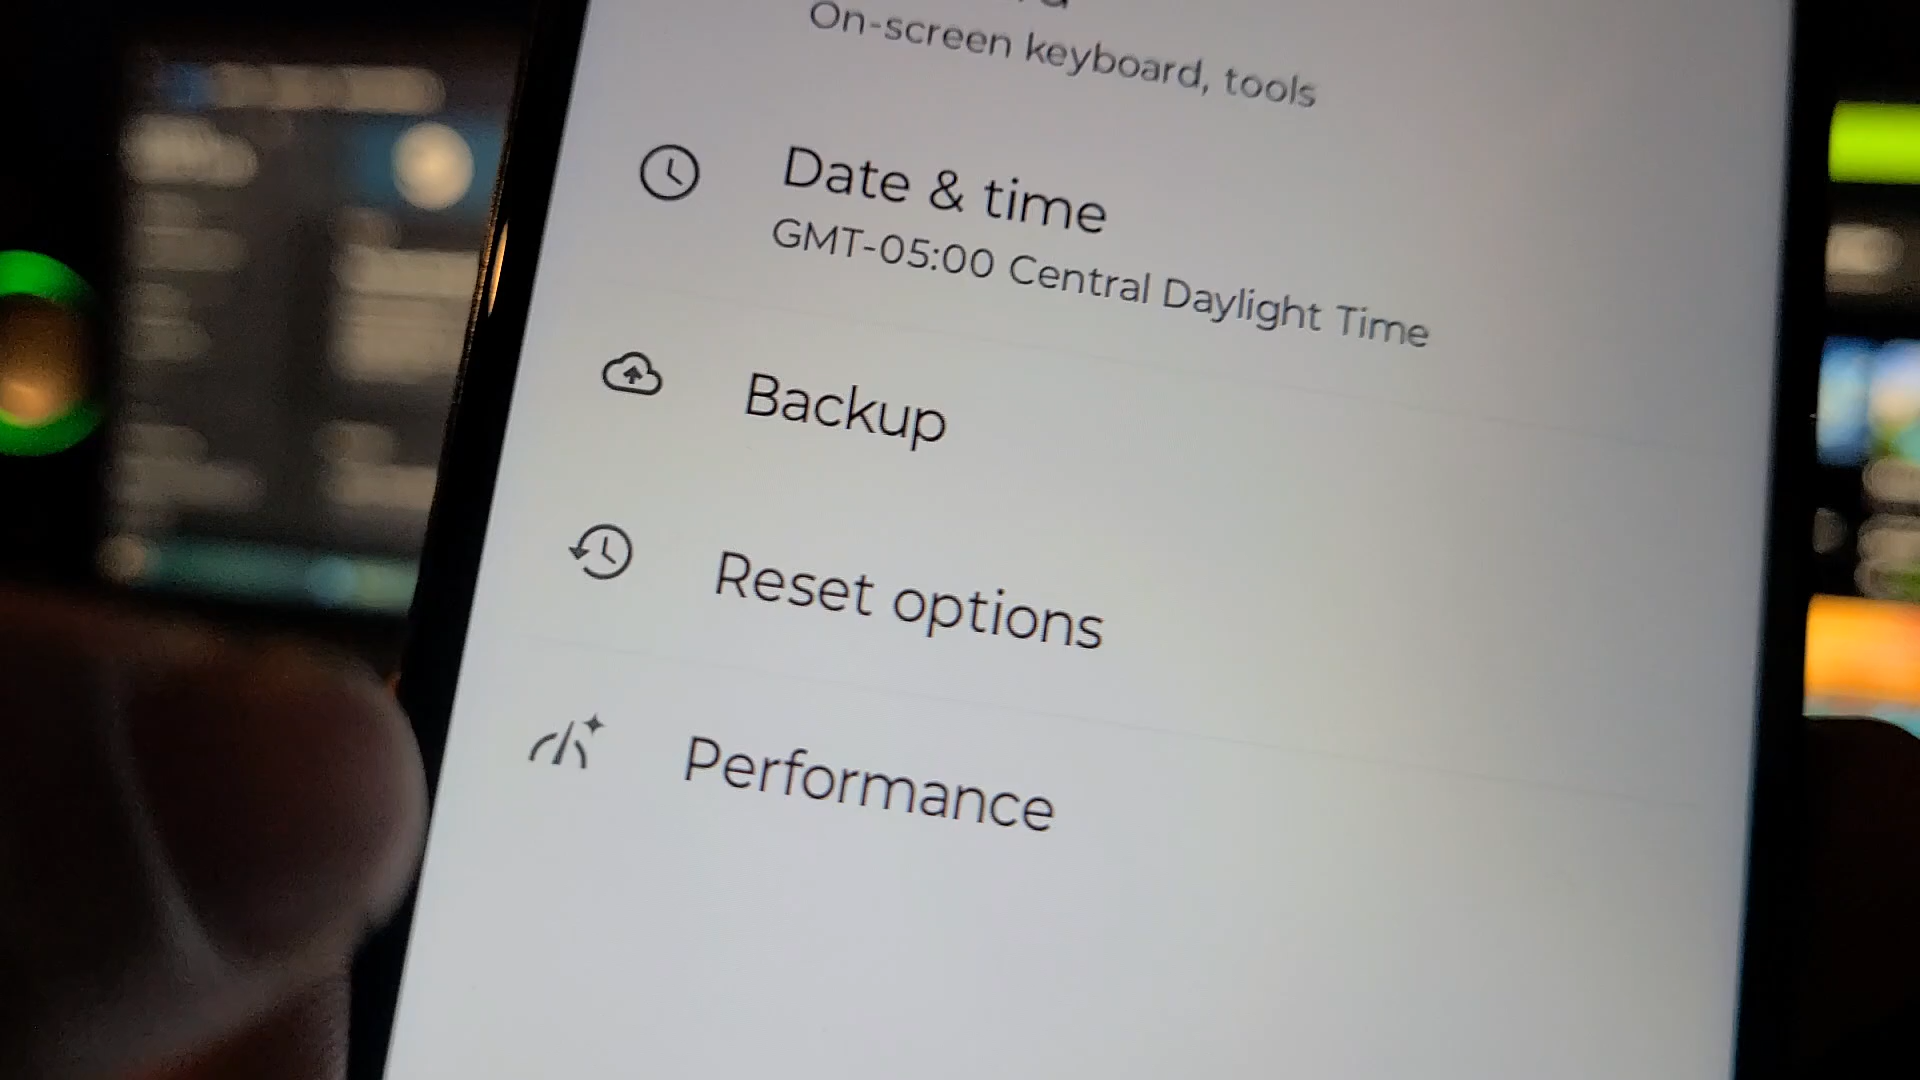 On-screen keyboard, tools
Date & time
GMT-05:00 Central Daylight Time
Backup
Reset options
Performance